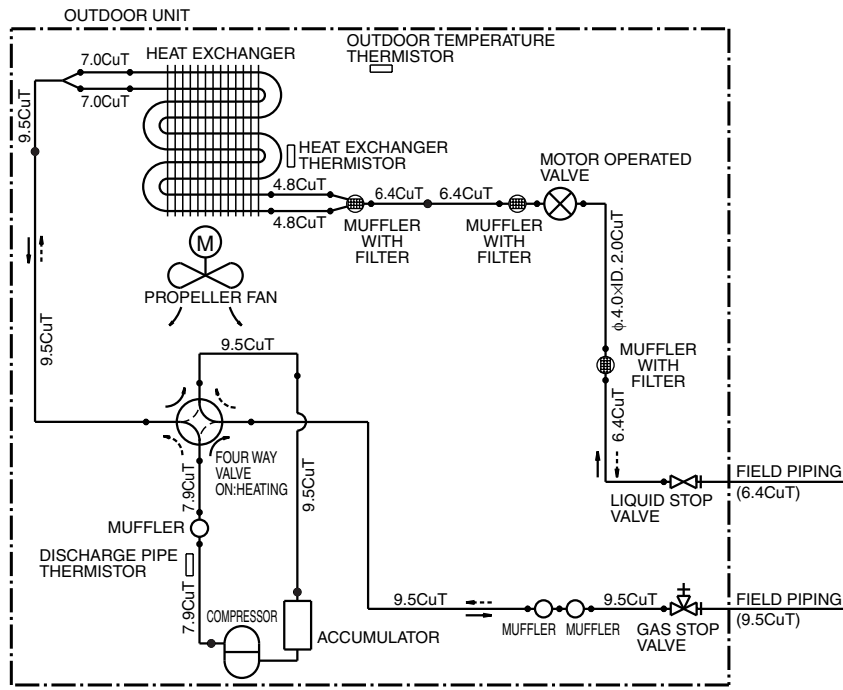 OUTDOOR UNIT
HEAT EXCHANGER
OUTDOOR TEMPERATURE
THERMISTOR
7.0CuT
7.0CuT
9.5CuT
HEAT EXCHANGER
THERMISTOR
MOTOR OPERATED
VALVE
4.8CuT
4.8CuT
6.4CuT
6.4CuT
MUFFLER
WITH
FILTER
MUFFLER
WITH
FILTER
M
PROPELLER FAN
ϕ.4.0×ID. 2.0CuT
9.5CuT
9.5CuT
MUFFLER
WITH
FILTER
6.4CuT
FOUR WAY
VALVE
ON:HEATING
7.9CuT
9.5CuT
FIELD PIPING
(6.4CuT)
LIQUID STOP
VALVE
MUFFLER
DISCHARGE PIPE
THERMISTOR
7.9CuT
COMPRESSOR
ACCUMULATOR
9.5CuT
9.5CuT
MUFFLER
MUFFLER
GAS STOP
VALVE
FIELD PIPING
(9.5CuT)